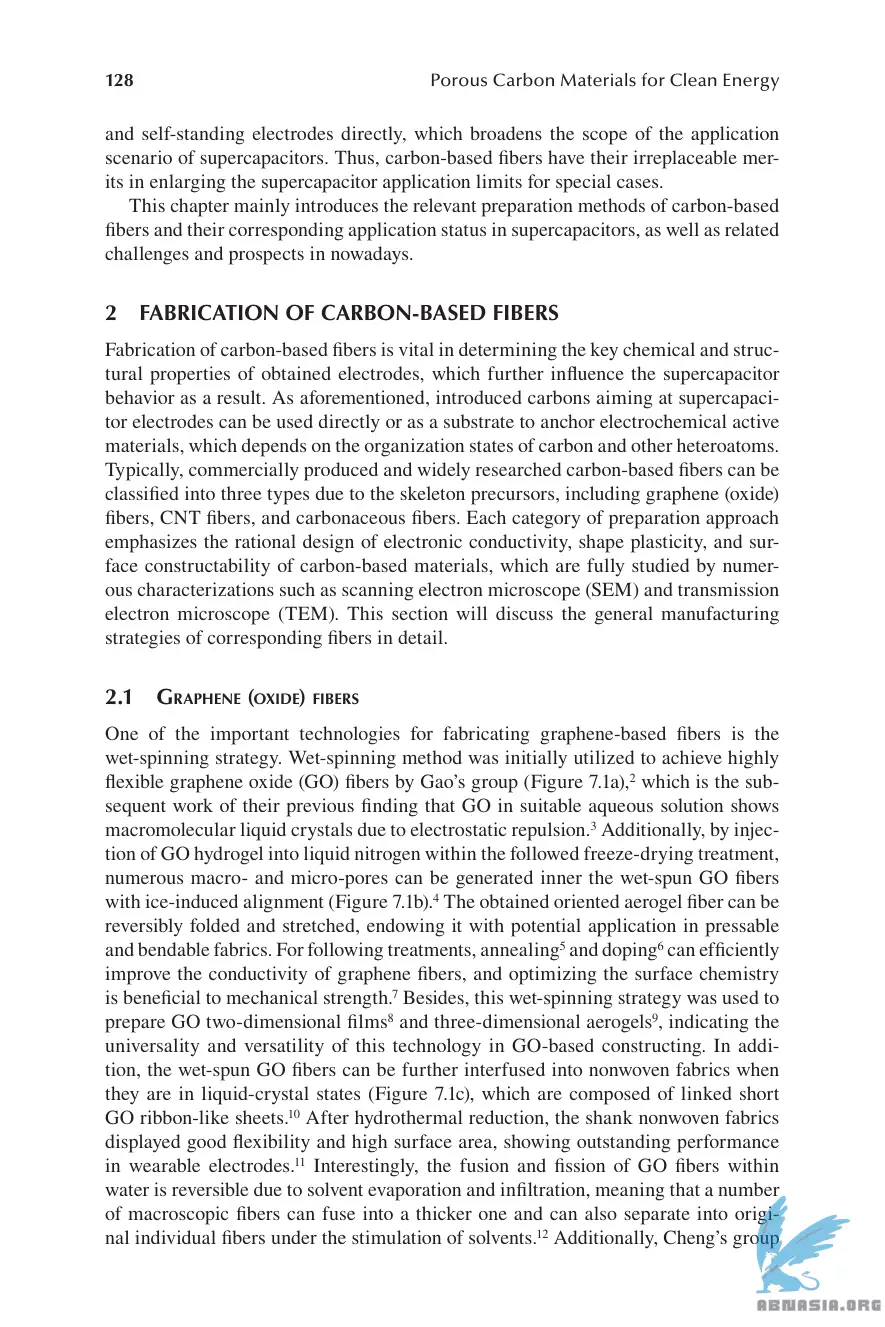 128 Porous Carbon Materials for Clean Energy
and self-standing electrodes directly, which broadens the scope of the application
scenario of supercapacitors. Thus, carbon-based fibers have their irreplaceable mer-
its in enlarging the supercapacitor application limits for special cases.
This chapter mainly introduces the relevant preparation methods of carbon-based
fibers and their corresponding application status in supercapacitors, as well as related
challenges and prospects in nowadays.
2 FABRICATION OF CARBON-BASED FIBERS
Fabrication of carbon-based fibers is vital in determining the key chemical and struc-
tural properties of obtained electrodes, which further influence the supercapacitor
behavior as a result. As aforementioned, introduced carbons aiming at supercapaci-
tor electrodes can be used directly or as a substrate to anchor electrochemical active
materials, which depends on the organization states of carbon and other heteroatoms.
Typically, commercially produced and widely researched carbon-based fibers can be
classified into three types due to the skeleton precursors, including graphene (oxide)
fibers, CNT fibers, and carbonaceous fibers. Each category of preparation approach
emphasizes the rational design of electronic conductivity, shape plasticity, and sur-
face constructability of carbon-based materials, which are fully studied by numer-
ous characterizations such as scanning electron microscope (SEM) and transmission
electron microscope (TEM). This section will discuss the general manufacturing
strategies of corresponding fibers in detail.
2.1 Graphene (oxide) fibers
One of the important technologies for fabricating graphene-based fibers is the
wet-spinning strategy. Wet-spinning method was initially utilized to achieve highly
flexible graphene oxide (GO) fibers by Gao's group (Figure 7.1a),² which is the sub-
sequent work of their previous finding that GO in suitable aqueous solution shows
macromolecular liquid crystals due to electrostatic repulsion.³ Additionally, by injec-
tion of GO hydrogel into liquid nitrogen within the followed freeze-drying treatment,
numerous macro- and micro-pores can be generated inner the wet-spun GO fibers
with ice-induced alignment (Figure 7.1b).⁴ The obtained oriented aerogel fiber can be
reversibly folded and stretched, endowing it with potential application in pressable
and bendable fabrics. For following treatments, annealing⁵ and doping⁶ can efficiently
improve the conductivity of graphene fibers, and optimizing the surface chemistry
is beneficial to mechanical strength.⁷ Besides, this wet-spinning strategy was used to
prepare GO two-dimensional films⁸ and three-dimensional aerogels⁹, indicating the
universality and versatility of this technology in GO-based constructing. In addi-
tion, the wet-spun GO fibers can be further interfused into nonwoven fabrics when
they are in liquid-crystal states (Figure 7.1c), which are composed of linked short
GO ribbon-like sheets.¹⁰ After hydrothermal reduction, the shank nonwoven fabrics
displayed good flexibility and high surface area, showing outstanding performance
in wearable electrodes.¹¹ Interestingly, the fusion and fission of GO fibers within
water is reversible due to solvent evaporation and infiltration, meaning that a number
of macroscopic fibers can fuse into a thicker one and can also separate into origi-
nal individual fibers under the stimulation of solvents.¹² Additionally, Cheng's group
ABNASIA.ORG